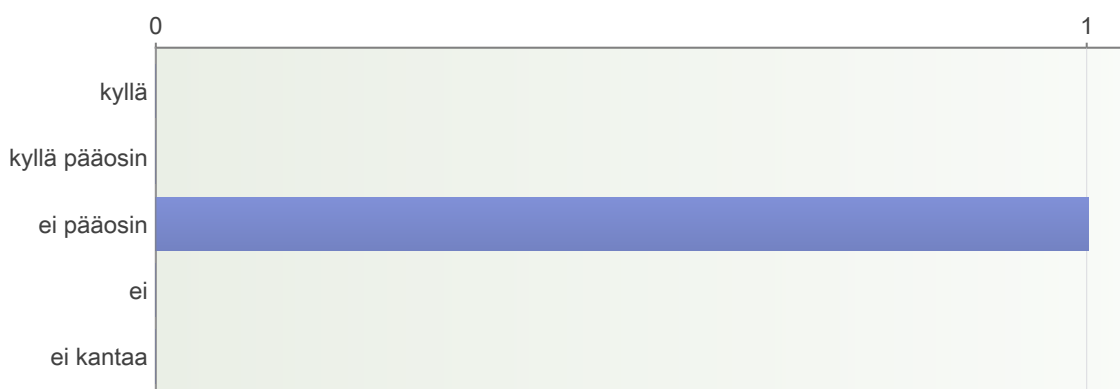 0 1
kyllä
kyllä pääosin
ei pääosin
ei
ei kantaa